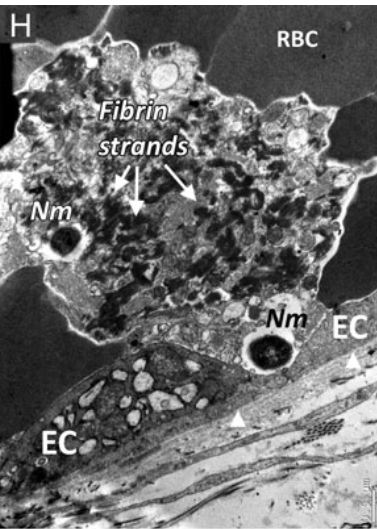 H
RBC
Fibrin
strands
Nm
Nm
EC
EC